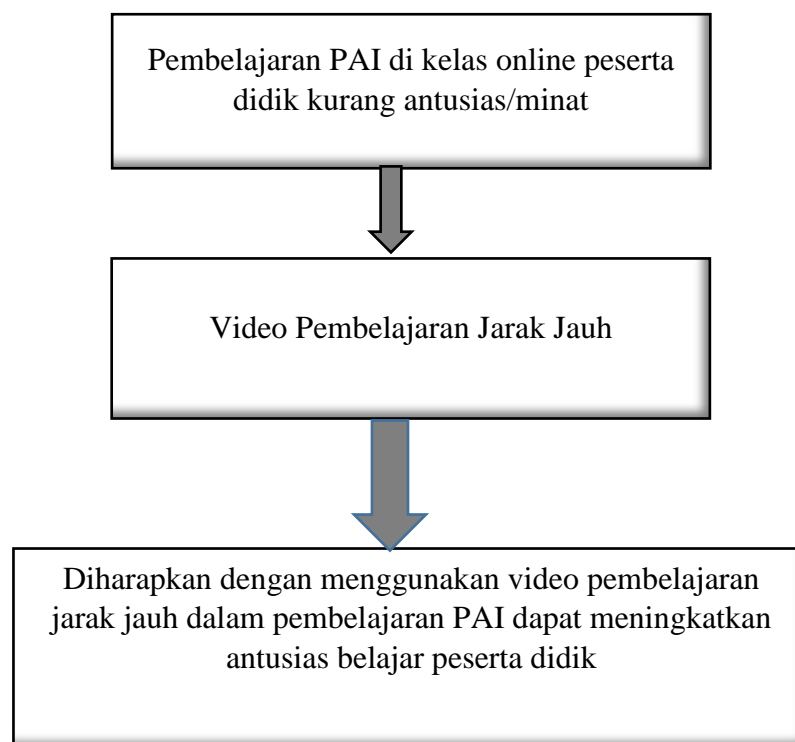 Pembelajaran PAI di kelas online peserta
didik kurang antusias/minat
Video Pembelajaran Jarak Jauh
Diharapkan dengan menggunakan video pembelajaran
jarak jauh dalam pembelajaran PAI dapat meningkatkan
antusias belajar peserta didik